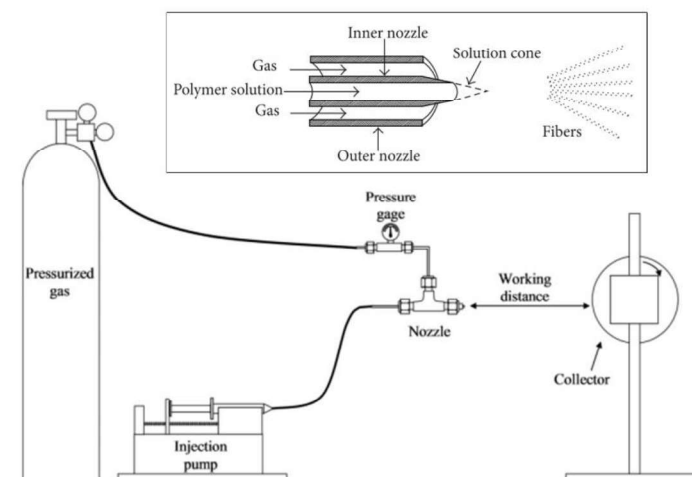 Inner nozzle
Solution cone
Gas
Polymer solution
Gas
Fibers
Outer nozzle
Pressure
gage
Pressurized
gas
Working
distance
Nozzle
Collector
Injection
pump